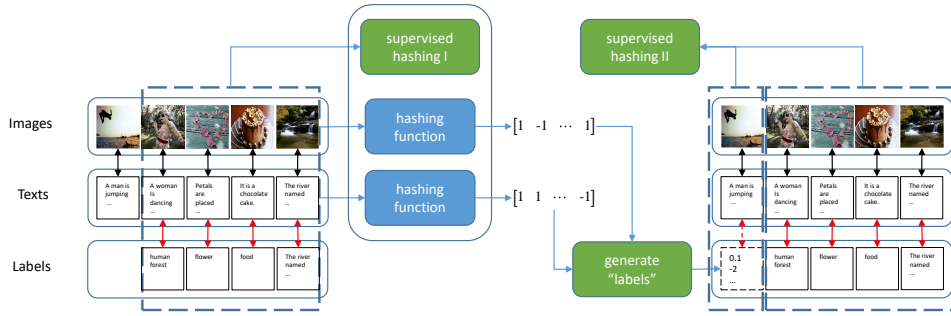 supervised
hashing I
supervised
hashing II
Images
hashing
function
[1 -1 ⋯ 1]
Texts
A man is
jumping
...
A woman
Is
dancing
...
Petals
are
placed
...
It is a
chocolate
cake.
The river
named
...
hashing
function
[1 1 ⋯ -1]
A man is
jumping
...
A woman
Is
dancing
...
Petals
are
placed
...
It is a
chocolate
cake.
The river
named
...
Labels
human
forest
flower
food
The river
named
...
generate
“labels”
0.1
-2
...
human
forest
flower
food
The river
named
...